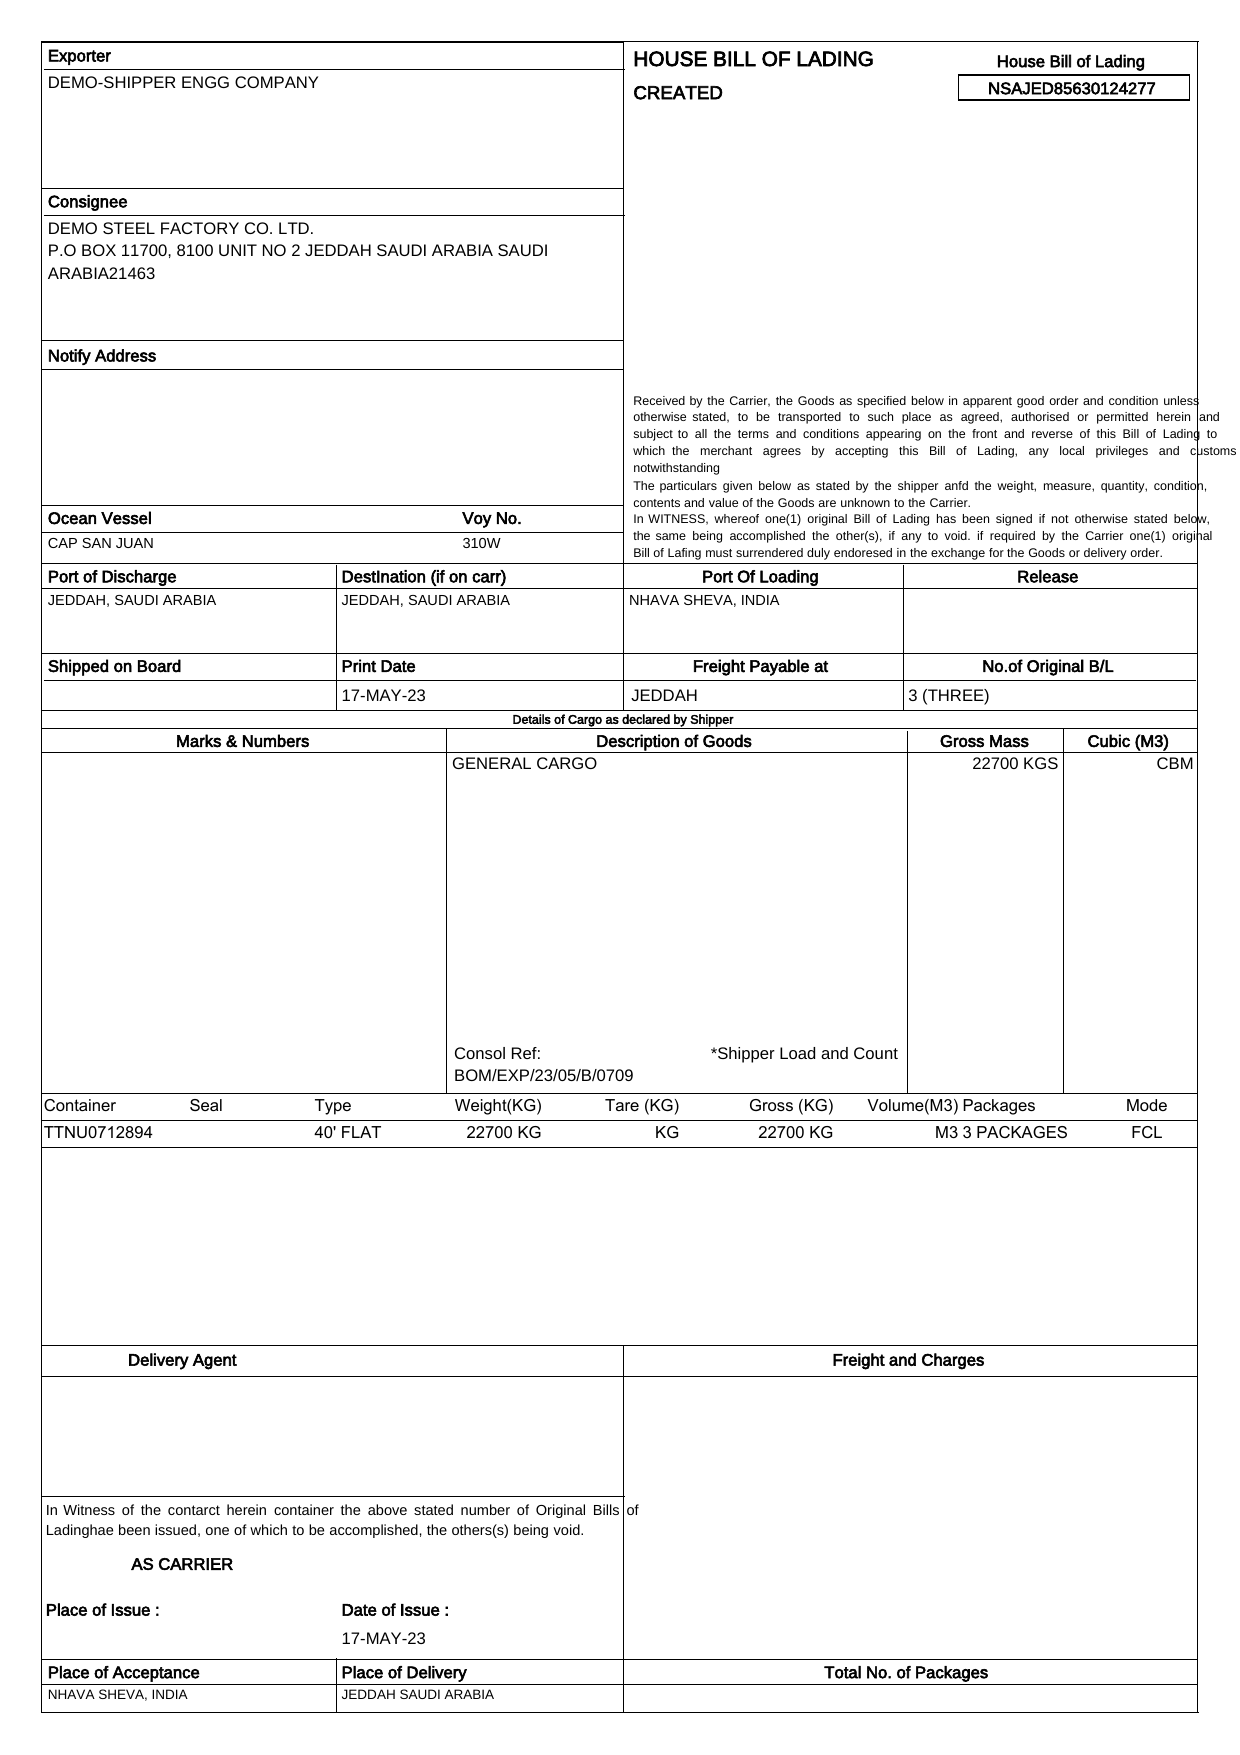 Exporter
DEMO-SHIPPER ENGG COMPANY
HOUSE BILL OF LADING
CREATED
House Bill of Lading
NSAJED85630124277
Consignee
DEMO STEEL FACTORY CO. LTD.
P.O BOX 11700, 8100 UNIT NO 2 JEDDAH SAUDI ARABIA SAUDI
ARABIA21463
Notify Address
Received by the Carrier, the Goods as specified below in apparent good order and condition unless
otherwise stated, to be transported to such place as agreed, authorised or permitted herein and
subject to all the terms and conditions appearing on the front and reverse of this Bill of Lading to
which the merchant agrees by accepting this Bill of Lading, any local privileges and customs
notwithstanding
The particulars given below as stated by the shipper anfd the weight, measure, quantity, condition,
contents and value of the Goods are unknown to the Carrier.
In WITNESS, whereof one(1) original Bill of Lading has been signed if not otherwise stated below,
the same being accomplished the other(s), if any to void. if required by the Carrier one(1) original
Bill of Lafing must surrendered duly endoresed in the exchange for the Goods or delivery order.
Ocean Vessel Voy No.
CAP SAN JUAN 310W
Port of Discharge DestInation (if on carr) Port Of Loading Release
JEDDAH, SAUDI ARABIA JEDDAH, SAUDI ARABIA NHAVA SHEVA, INDIA
Shipped on Board Print Date Freight Payable at No.of Original B/L
17-MAY-23 JEDDAH 3 (THREE)
Details of Cargo as declared by Shipper
Marks & Numbers Description of Goods Gross Mass Cubic (M3)
GENERAL CARGO 22700 KGS CBM
Consol Ref: *Shipper Load and Count
BOM/EXP/23/05/B/0709
Container Seal Type Weight(KG) Tare (KG) Gross (KG) Volume(M3) Packages Mode
TTNU0712894 40' FLAT 22700 KG KG 22700 KG M3 3 PACKAGES FCL
Delivery Agent Freight and Charges
In Witness of the contarct herein container the above stated number of Original Bills of
Ladinghae been issued, one of which to be accomplished, the others(s) being void.
AS CARRIER
Place of Issue : Date of Issue :
17-MAY-23
Place of Acceptance Place of Delivery Total No. of Packages
NHAVA SHEVA, INDIA JEDDAH SAUDI ARABIA